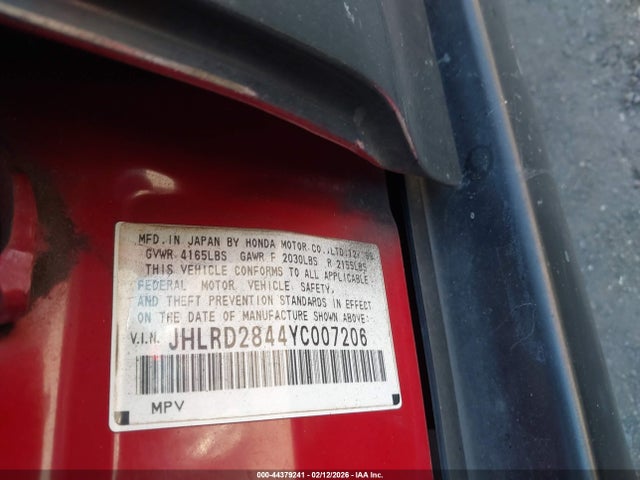 MFD. IN JAPAN BY HONDA MOTOR CO., LTD. 12/99
GVWR 4165LBS GAWR F 2030LBS R 2155LBS
THIS VEHICLE CONFORMS TO ALL APPLICABLE
FEDERAL MOTOR VEHICLE SAFETY,
AND THEFT PREVENTION STANDARDS IN EFFECT
ON THE DATE OF MANUFACTURE SHOWN ABOVE:
V.I.N. JHLRD2844YC007206
MPV
000-44379241 - 02/12/2026 - IAA Inc.